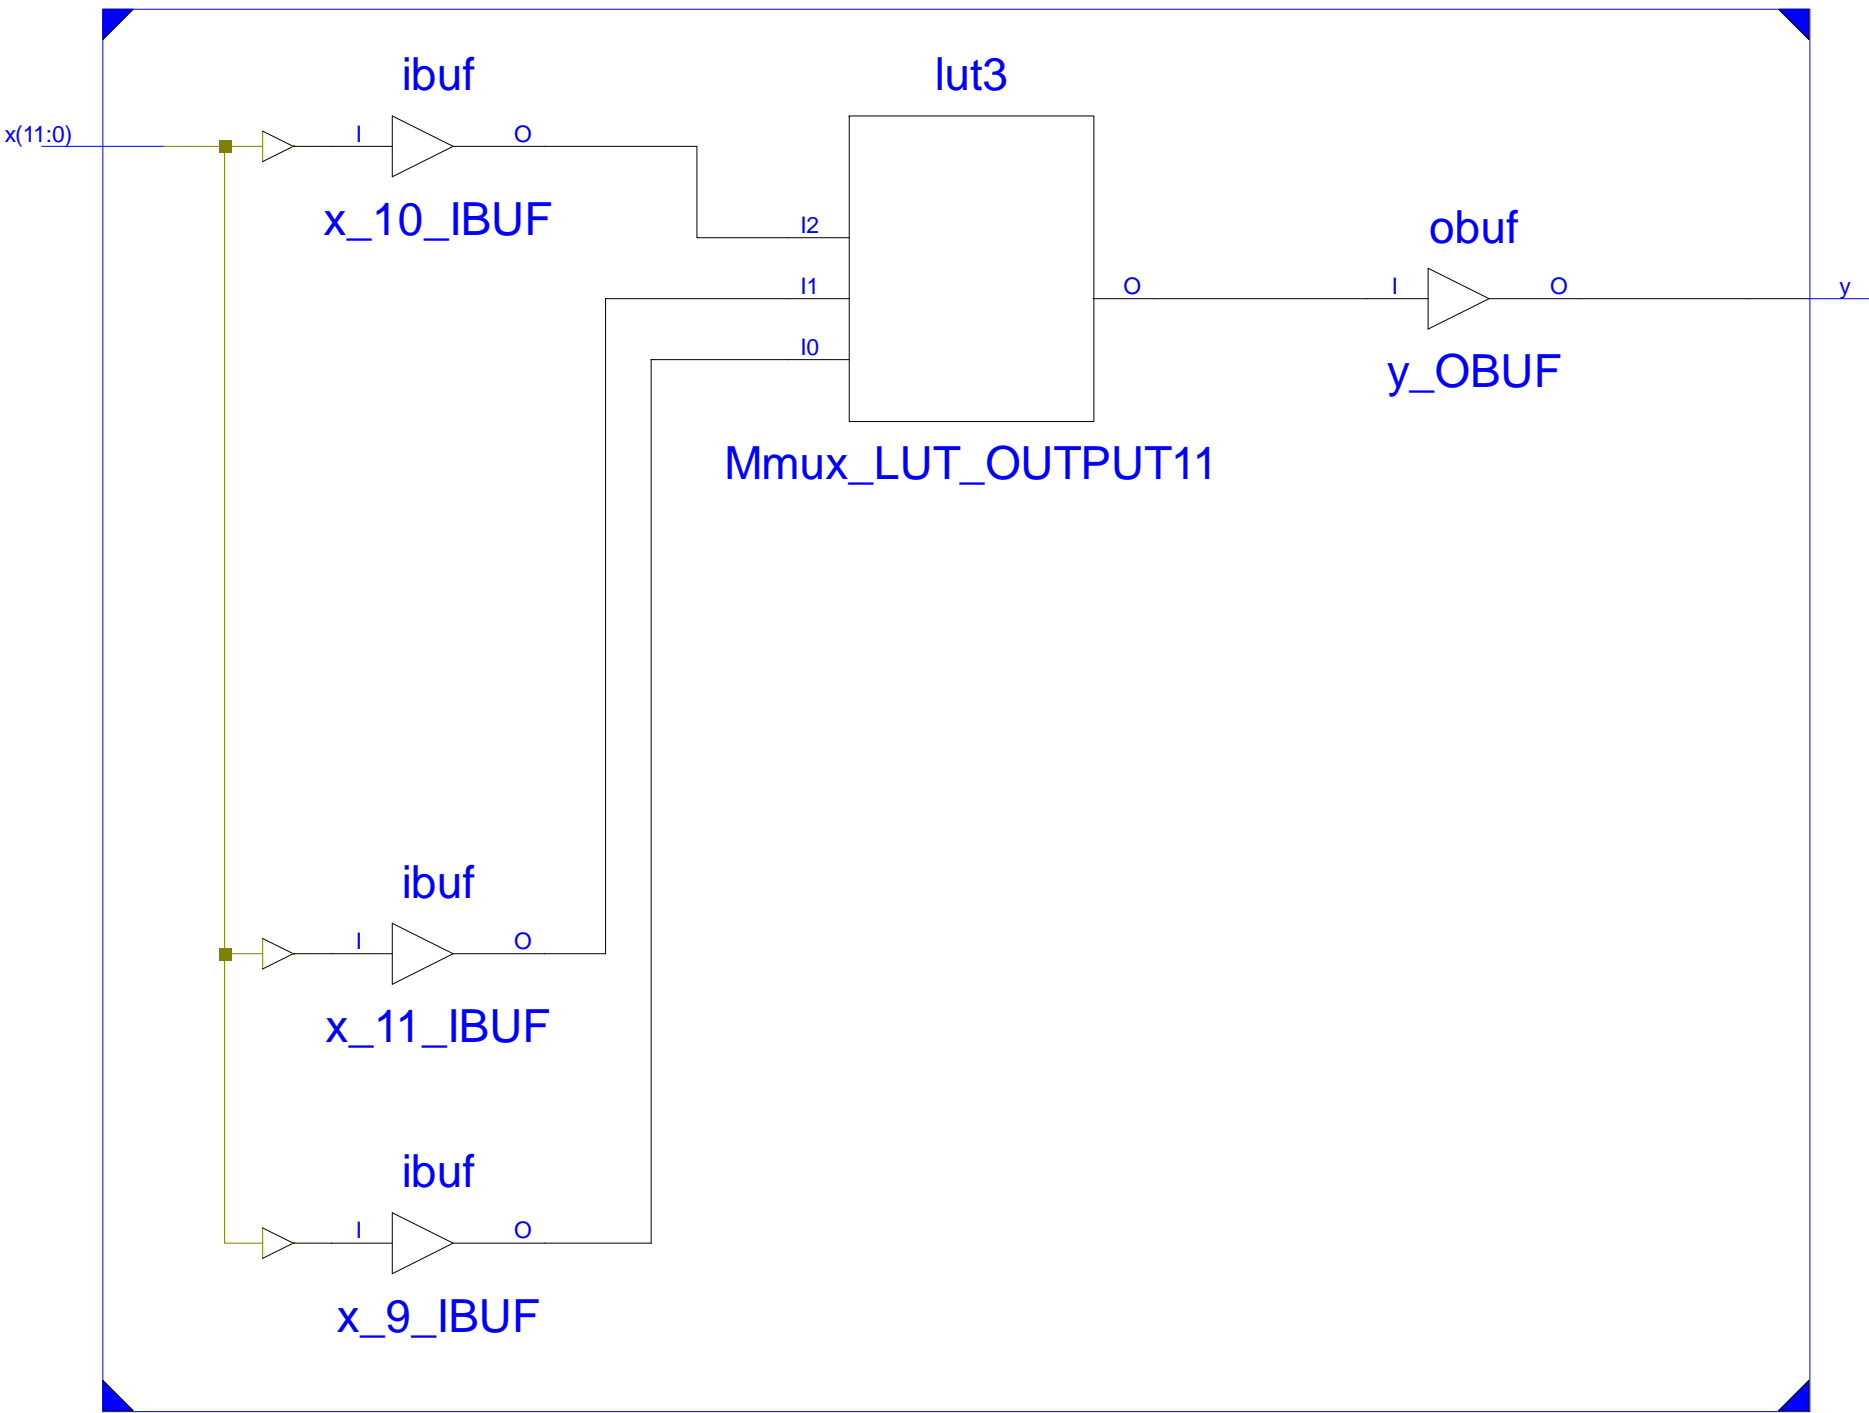 ibuf
lut3
x(11:0)
I
O
x_10_IBUF
I2
obuf
I1
O
I
O
y
I0
y_OBUF
Mmux_LUT_OUTPUT11
ibuf
I
O
x_11_IBUF
ibuf
I
O
x_9_IBUF